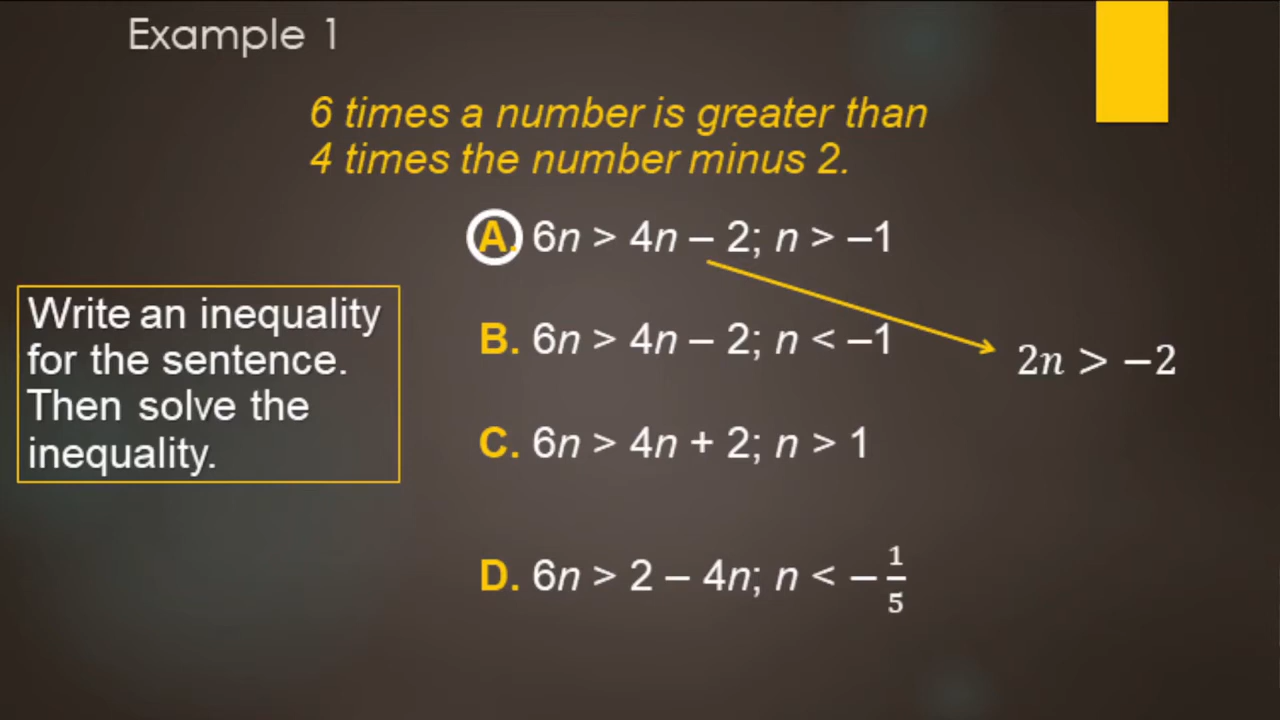 Example 1
6 times a number is greater than
4 times the number minus 2.
A. 6n > 4n – 2; n > –1
Write an inequality
for the sentence.
Then solve the
inequality.
B. 6n > 4n – 2; n < –1
2n > −2
C. 6n > 4n + 2; n > 1
D. 6n > 2 – 4n; n < −1/5